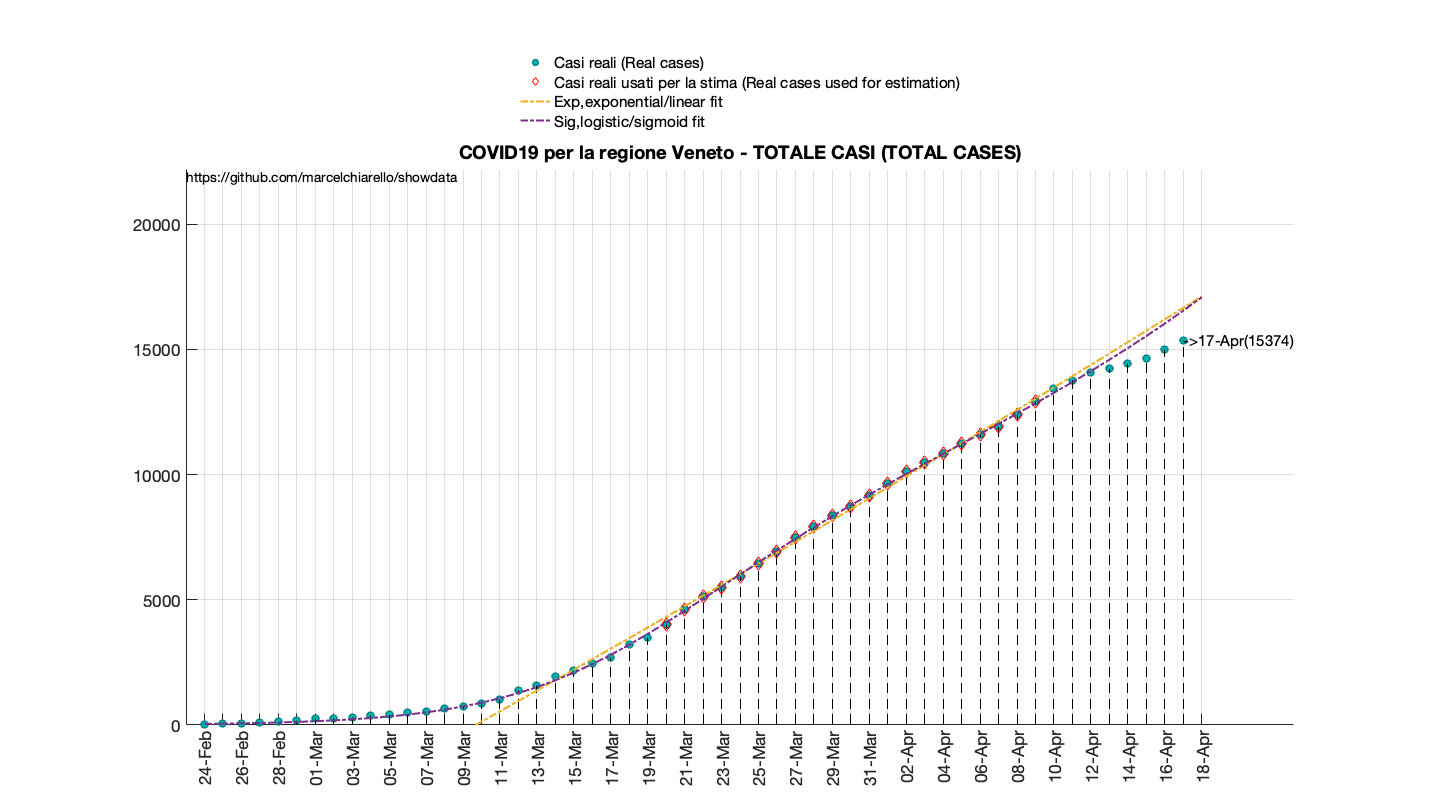 Casi reali (Real cases)
Casi reali usati per la stima (Real cases used for estimation)
Exp,exponential/linear fit
Sig,logistic/sigmoid fit
COVID19 per la regione Veneto - TOTALE CASI (TOTAL CASES)
https://github.com/marcelchiarello/showdata
20000
15000
10000
5000
0
>17-Apr(15374)
24-Feb
26-Feb
28-Feb
01-Mar
03-Mar
05-Mar
07-Mar
09-Mar
11-Mar
13-Mar
15-Mar
17-Mar
19-Mar
21-Mar
23-Mar
25-Mar
27-Mar
29-Mar
31-Mar
02-Apr
04-Apr
06-Apr
08-Apr
10-Apr
12-Apr
14-Apr
16-Apr
18-Apr